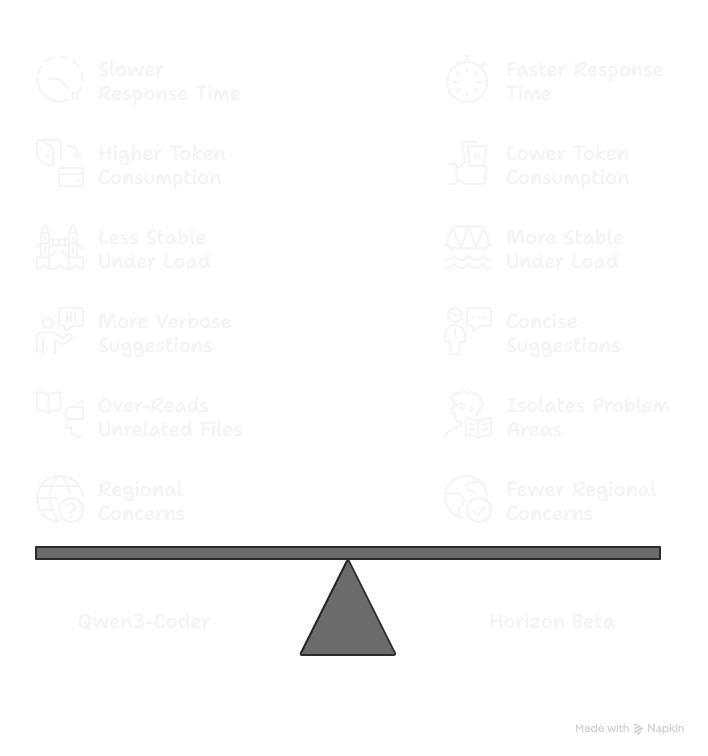 Slower
Response Time
Faster Response
Time
Higher Token
Consumption
Lower Token
Consumption
Less Stable
Under Load
More Stable
Under Load
HI
More Verbose
Suggestions
Concise
Suggestions
Over-Reads
Unrelated Files
Isolates Problem
Areas
Regional
Concerns
Fewer Regional
Concerns
Qwen3-Coder
Horizon Beta
Made with Napkin